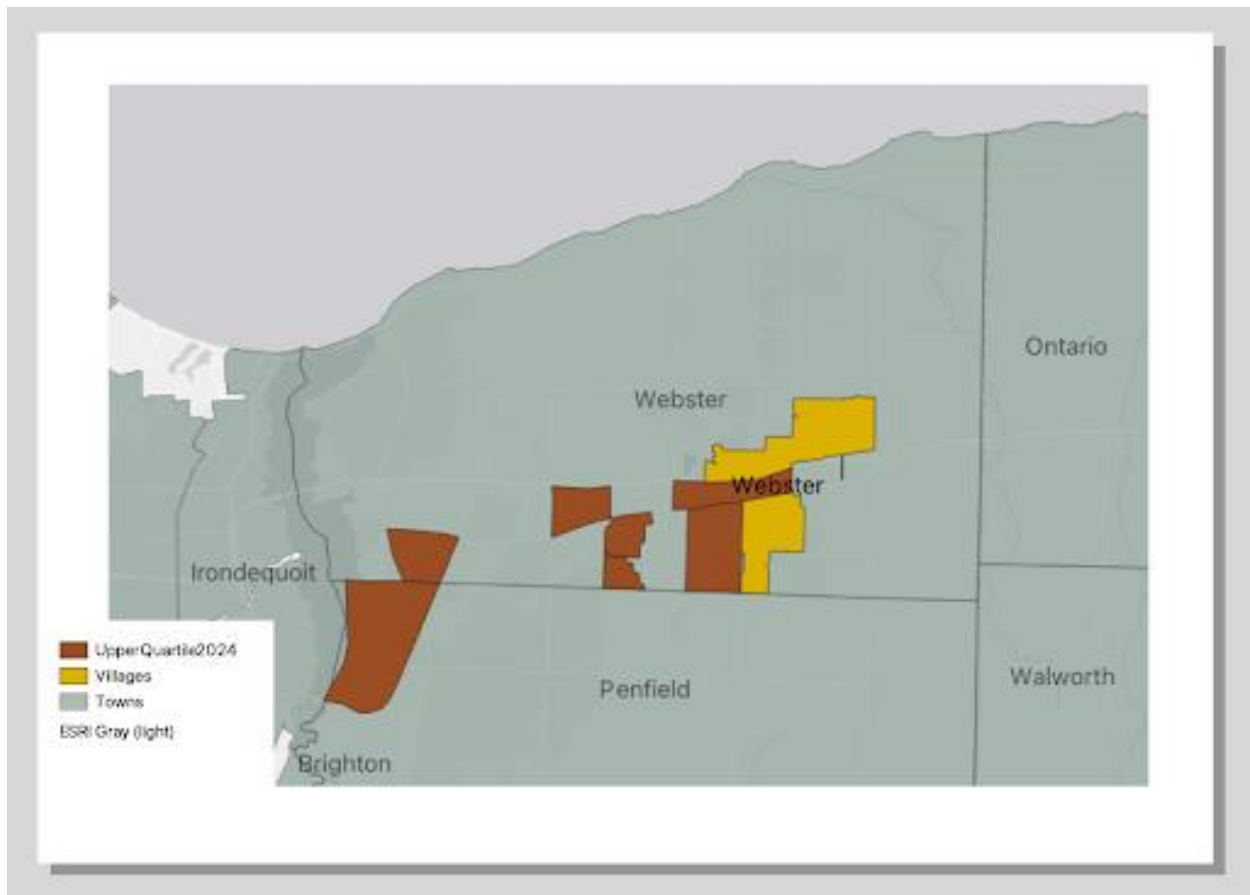 Ontario
Webster
Webster
Irondequoit
UpperQuartile2024
Villages
Towns
ESRI Gray (light)
Penfield
Walworth
Brighton